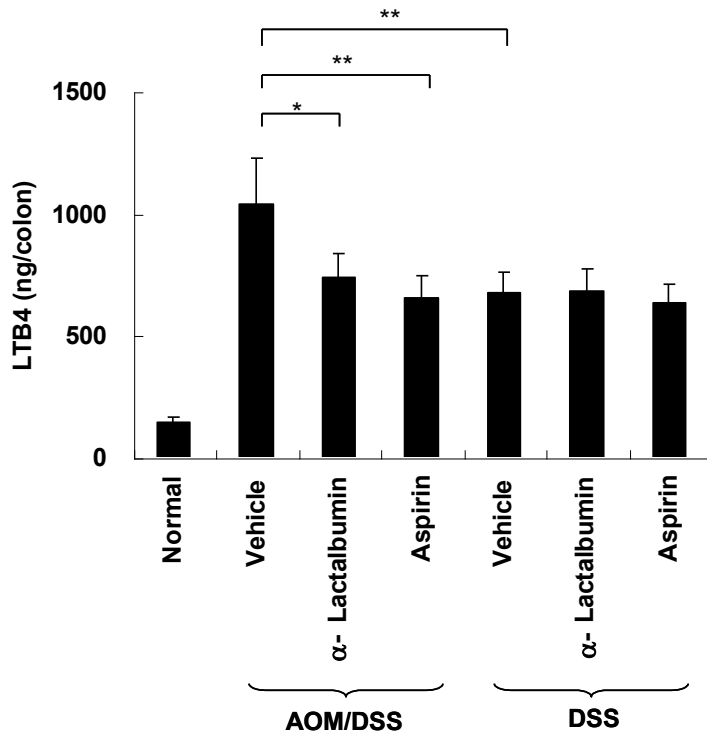 **
**
*
1500
1000
500
0
LTB4 (ng/colon)
Normal
Vehicle
α- Lactalbumin
Aspirin
Vehicle
α- Lactalbumin
Aspirin
AOM/DSS
DSS